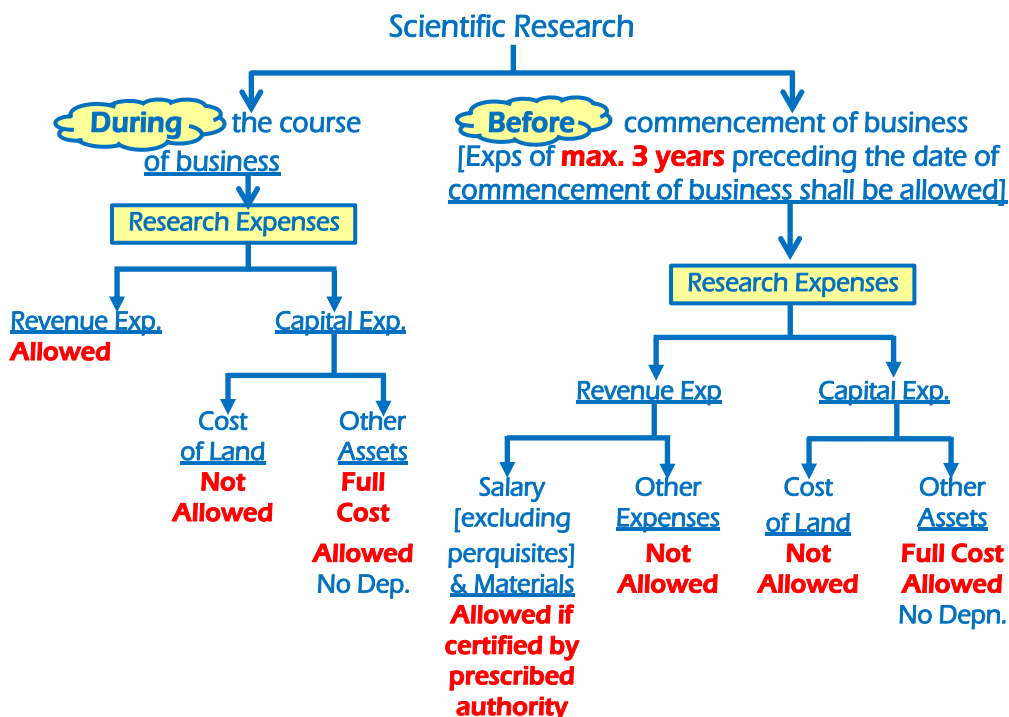 Scientific Research
During the course
of business
Research Expenses
Revenue Exp.
Allowed
Capital Exp.
Cost
of Land
Not
Allowed
Other
Assets
Full
Cost
Allowed
No Dep.
Before commencement of business
[Exps of max. 3 years preceding the date of
commencement of business shall be allowed]
Research Expenses
Revenue Exp
Salary
[excluding
perquisites]
& Materials
Allowed if
certified by
prescribed
authority
Other
Expenses
Not
Allowed
Capital Exp.
Cost
of Land
Not
Allowed
Other
Assets
Full Cost
Allowed
No Depn.